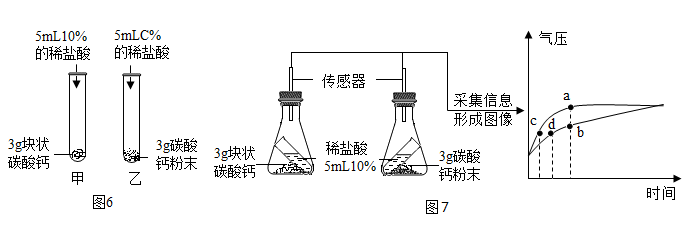 5mL10%
的稀盐酸
5mLC%
的稀盐酸
3g块状
碳酸钙
甲
乙
3g碳酸
钙粉末
图6
传感器
3g块状
碳酸钙
稀盐酸
5mL10%
3g碳酸
钙粉末
图7
采集信息
形成图像
气压
a
c
d
b
时间